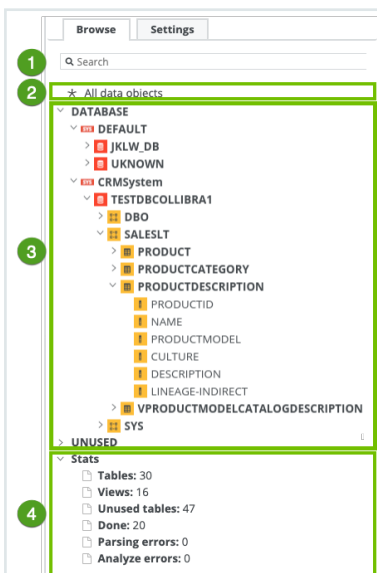 Browse Settings
1 Search
2 All data objects
DATABASE
SYS DEFAULT
JKLW_DB
UKNOWN
SYS CRMSystem
TESTDBCOLLIBRA1
DBO
SALESLT
3 PRODUCT
PRODUCTCATEGORY
PRODUCTDESCRIPTION
PRODUCTID
NAME
PRODUCTMODEL
CULTURE
DESCRIPTION
LINEAGE-INDIRECT
VPRODUCTMODELCATALOGDESCRIPTION
SYS
UNUSED
Stats
Tables: 30
Views: 16
Unused tables: 47
4 Done: 20
Parsing errors: 0
Analyze errors: 0